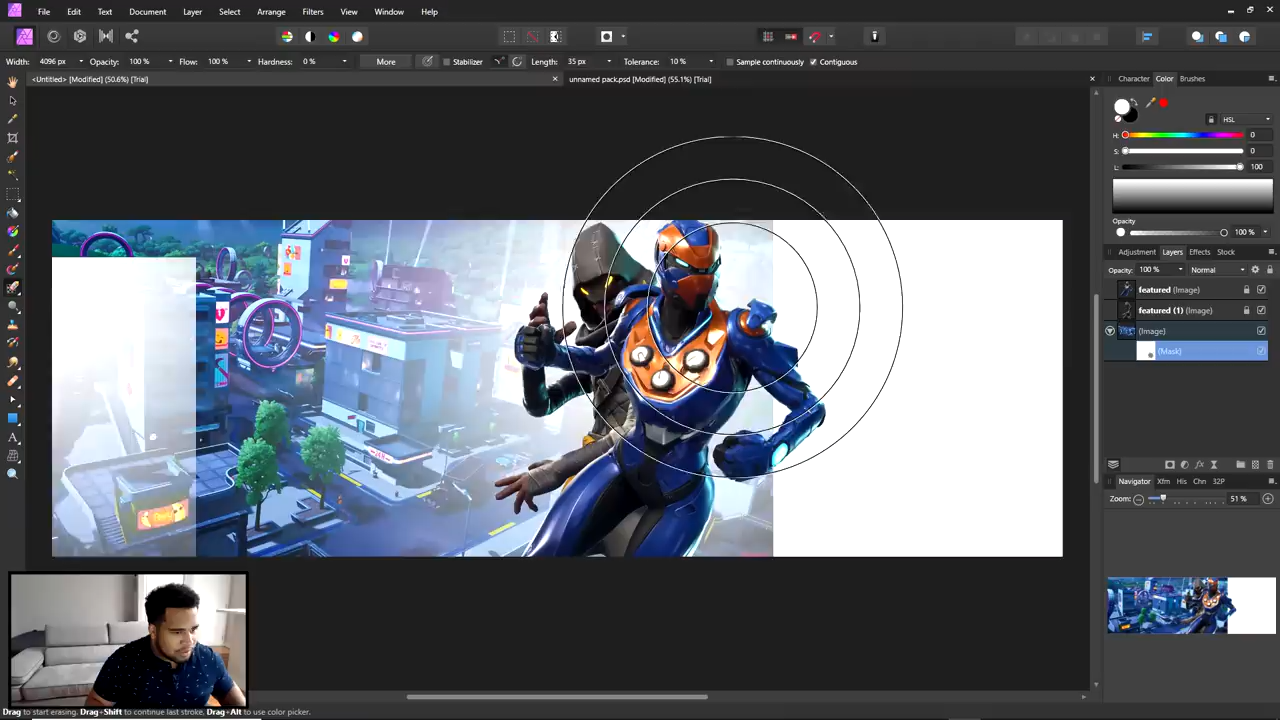 File Edit Text Document Layer Select Arrange Filters View Window Help
Width: 4096 px Opacity: 100 % Flow: 100 % Hardness: 0 % More Stabilizer Length: 35 px Tolerance: 10 % Sample continuously Contiguous
<Untitled> [Modified] (50.6%) [Trial] unnamed pack.psd [Modified] (55.1%) [Trial]
Character Color Brushes
HSL
H: 0
S: 0
L: 100
Opacity
100 %
Adjustment Layers Effects Stock
Opacity: 100 % Normal
featured (Image)
featured (1) (Image)
(Image)
(Mask)
fx
Navigator Xfm His Chn 32P
Zoom: 51 %
Drag to start erasing. Drag+Shift to continue last stroke. Drag+Alt to use color picker.